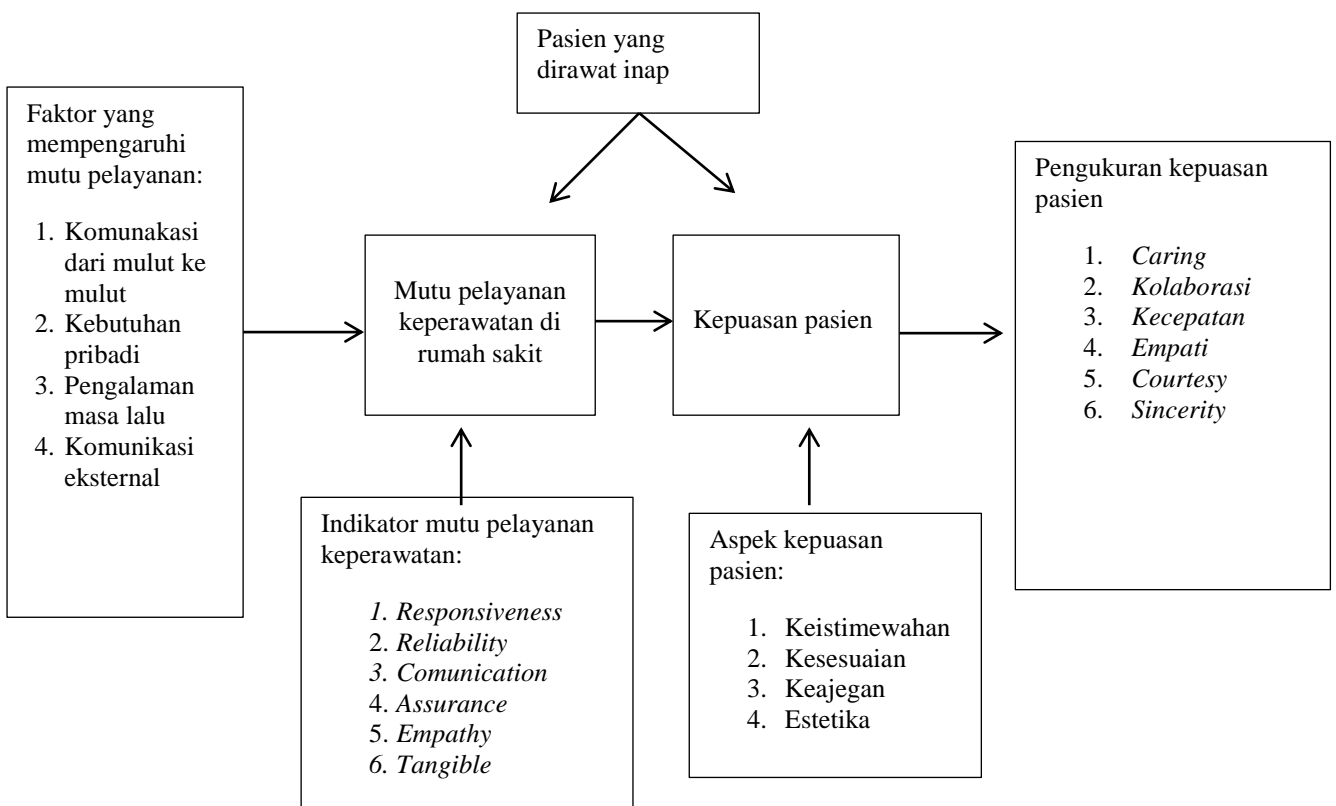 Pasien yang
dirawat inap
Faktor yang
mempengaruhi
mutu pelayanan:
1. Komunakasi
dari mulut ke
mulut
2. Kebutuhan
pribadi
3. Pengalaman
masa lalu
4. Komunikasi
eksternal
Mutu pelayanan
keperawatan di
rumah sakit
Kepuasan pasien
Pengukuran kepuasan
pasien
1. Caring
2. Kolaborasi
3. Kecepatan
4. Empati
5. Courtesy
6. Sincerity
Indikator mutu pelayanan
keperawatan:
1. Responsiveness
2. Reliability
3. Comunication
4. Assurance
5. Empathy
6. Tangible
Aspek kepuasan
pasien:
1. Keistimewahan
2. Kesesuaian
3. Keajegan
4. Estetika